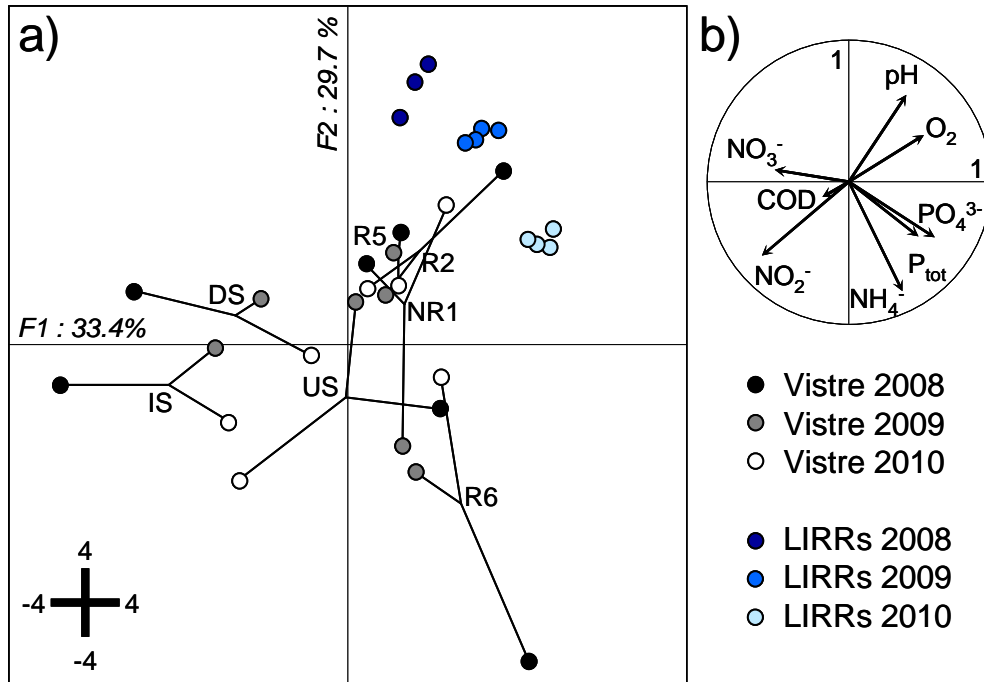 a)
F2 : 29.7 %
b)
1
pH
O2
NO3-
1
COD
PO43-
Ptot
NO2-
NH4-
R5
R2
DS
NR1
F1 : 33.4%
US
IS
R6
4
-4 4
-4
Vistre 2008
Vistre 2009
Vistre 2010
LIRRs 2008
LIRRs 2009
LIRRs 2010